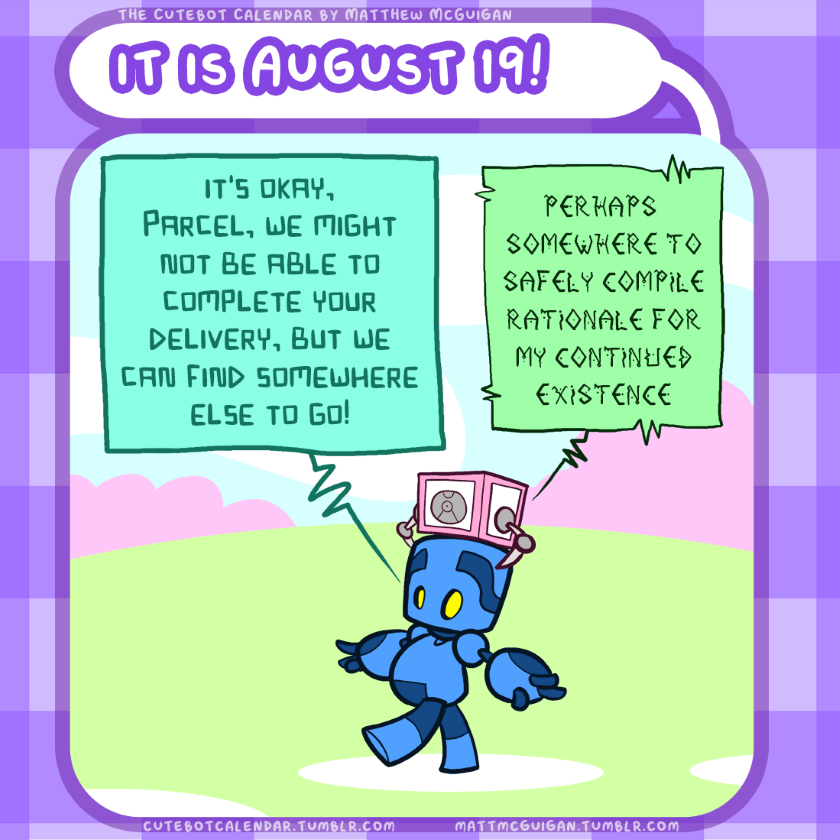 The Cutebot Calendar by Matthew McGuigan
It is August 19!
It's okay,
Parcel, we might
not be able to
complete your
delivery, but we
can find somewhere
else to go!
Perhaps
somewhere to
safely compile
rationale for
my continued
existence
cutebotcalendar.tumblr.com
mattmcguigan.tumblr.com